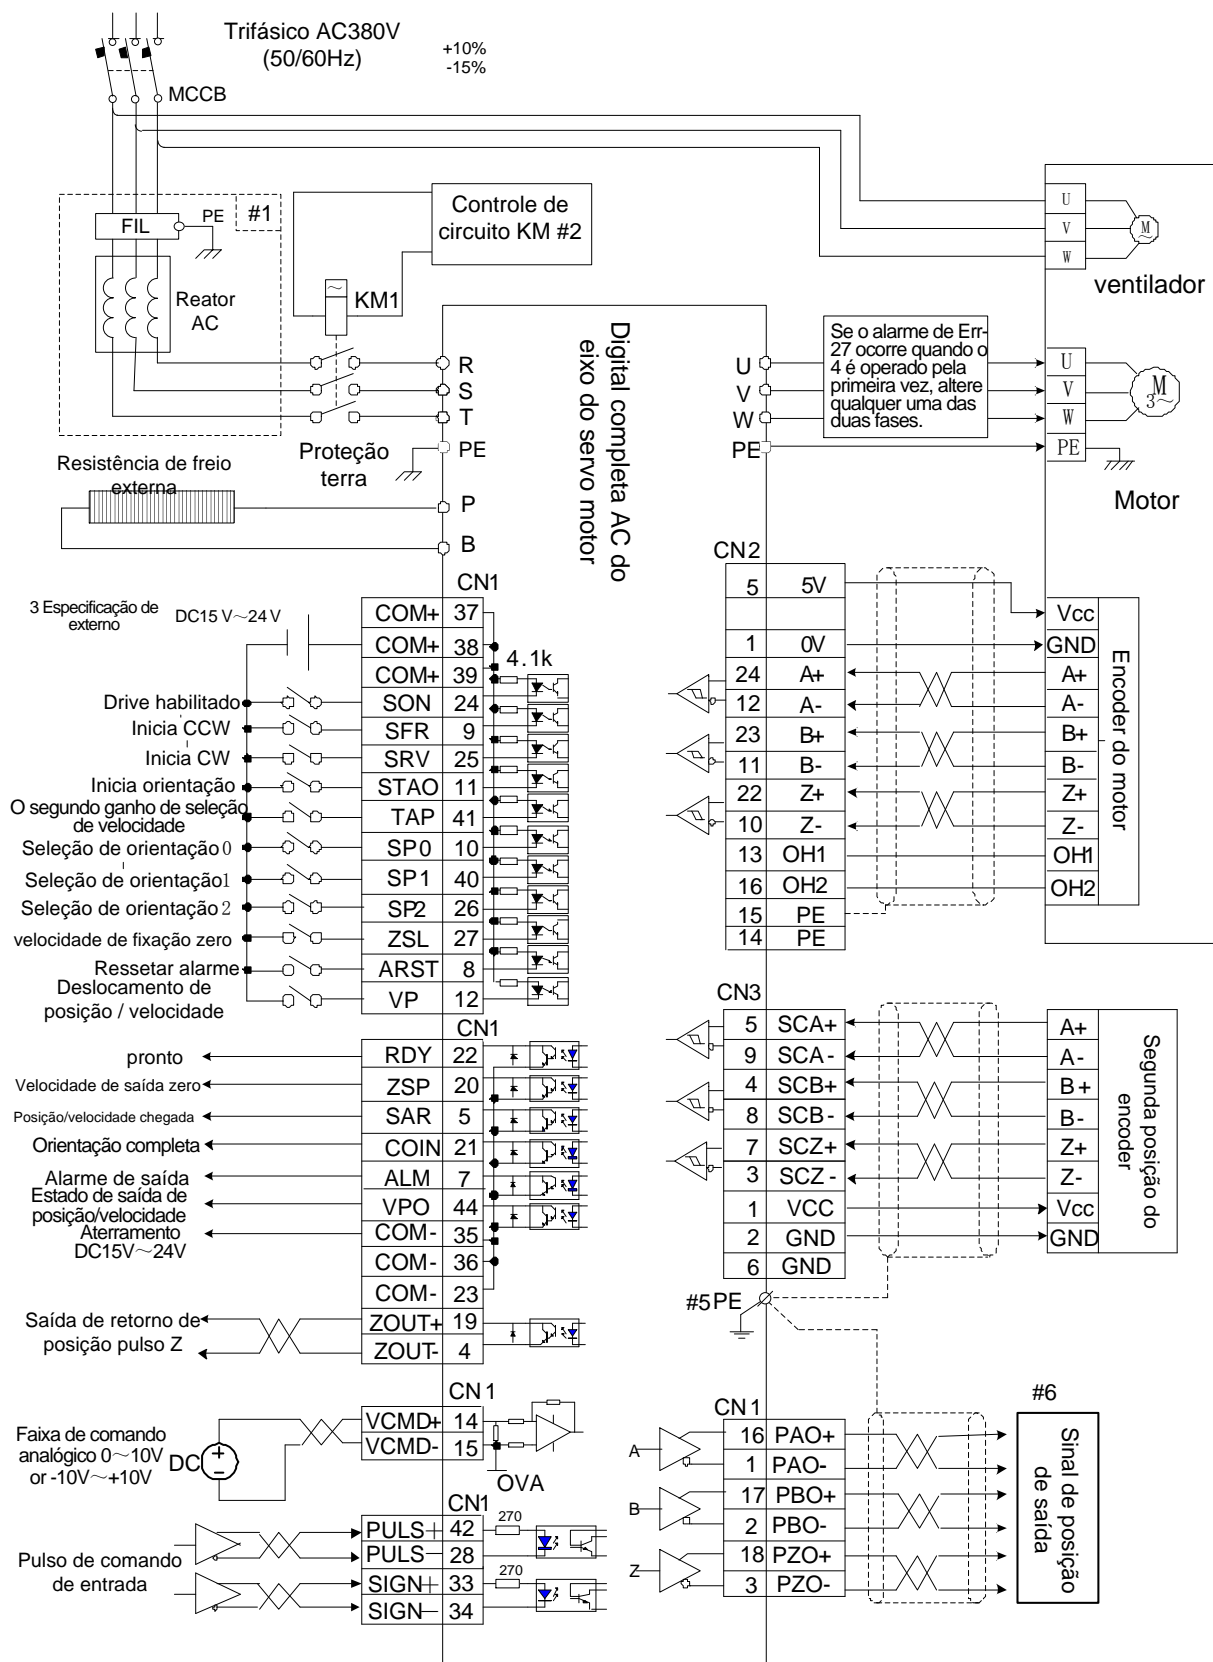 Trifásico AC380V
(50/60Hz)
+10%
-15%
MCCB
#1
PE
FIL
Reator
AC
Controle de
circuito KM #2
~
KM1
U
V
W
M
~
ventilador
Digital completa AC do
eixo do servo motor
R
S
T
PE
P
B
Proteção
terra
Resistência de freio
externa
U
V
W
PE
Se o alarme de Err-
27 ocorre quando o
4 é operado pela
primeira vez, altere
qualquer uma das
duas fases.
U
V
W
PE
M
3~
Motor
CN1
3 Especificação de
externo
DC15 V~24 V
COM+ 37
COM+ 38
COM+ 39
4.1k
Drive habilitado SON 24
Inicia CCW SFR 9
Inicia CW SRV 25
Inicia orientação STAO 11
O segundo ganho de seleção
de velocidade TAP 41
Seleção de orientação 0 SP0 10
Seleção de orientação1 SP1 40
Seleção de orientação 2 SP2 26
velocidade de fixação zero ZSL 27
Ressetar alarme ARST 8
Deslocamento de
posição / velocidade VP 12
CN1
pronto RDY 22
Velocidade de saída zero ZSP 20
Posição/velocidade chegada SAR 5
Orientação completa COIN 21
Alarme de saída ALM 7
Estado de saída de
posição/velocidade VPO 44
Aterramento
DC15V~24V
COM- 35
COM- 36
COM- 23
Saída de retorno de
posição pulso Z
ZOUT+ 19
ZOUT- 4
CN1
Faixa de comando
analógico 0~10V
or -10V~+10V
DC
VCMD+ 14
VCMD- 15
OVA
CN1
Pulso de comando
de entrada
PULS+ 42
PULS- 28
SIGN+ 33
SIGN- 34
270
270
CN2
5 5V
1 0V
24 A+
12 A-
23 B+
11 B-
22 Z+
10 Z-
13 OH1
16 OH2
15 PE
14 PE
Vcc
GND
A+
A-
B+
B-
Z+
Z-
OH1
OH2
Encoder do motor
CN3
5 SCA+
9 SCA-
4 SCB+
8 SCB-
7 SCZ+
3 SCZ-
1 VCC
2 GND
6 GND
A+
A-
B+
B-
Z+
Z-
Vcc
GND
Segunda posição do
encoder
#5 PE
CN1
A
B
Z
16 PAO+
1 PAO-
17 PBO+
2 PBO-
18 PZO+
3 PZO-
#6
Sinal de posição
de saída